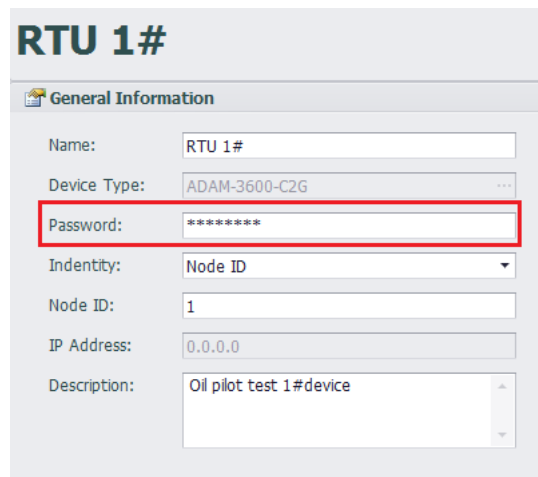 RTU 1#
General Information
Name: RTU 1#
Device Type: ADAM-3600-C2G ...
Password: ********
Indentity: Node ID
Node ID: 1
IP Address: 0.0.0.0
Description: Oil pilot test 1#device